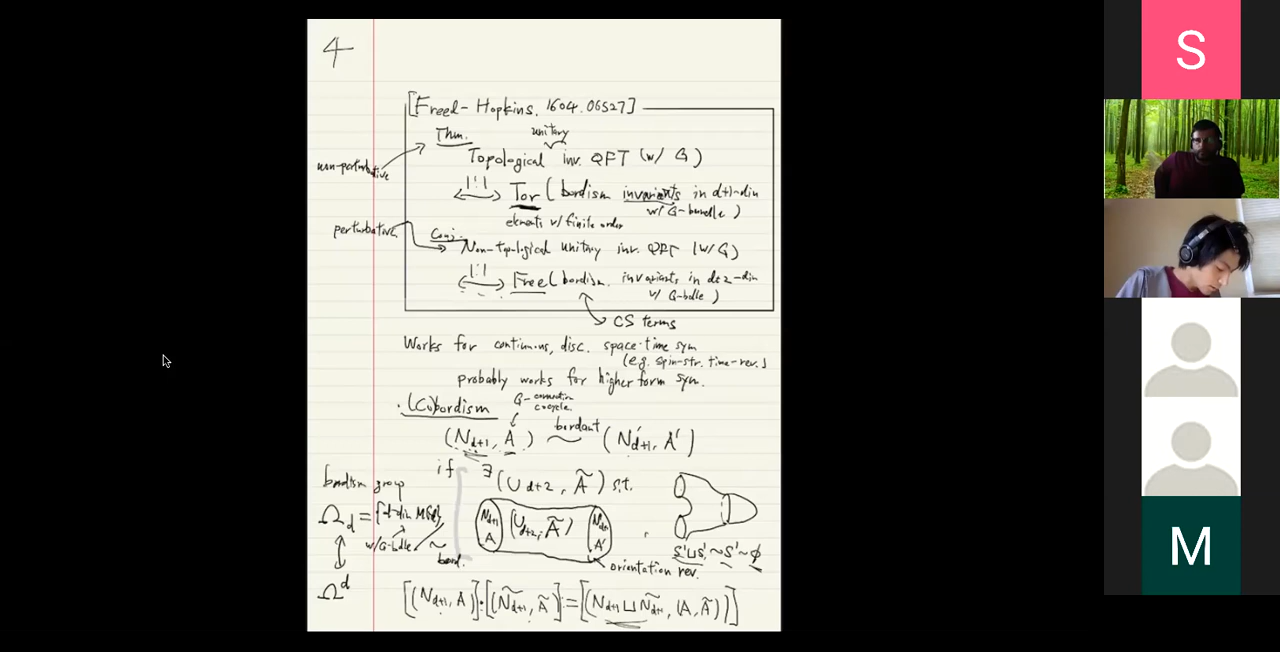 4
[Freed-Hopkins. 1604.06527]
Thm.
unitary
Topological inv. QFT (w/ G)
non-perturbative
1:1
Tor (bordism invariants in d+1-dim
w/ G-bundle)
elements w/ finite order
perturbative
Conj.
Non-topological unitary inv. QFT (w/ G)
1:1
Free (bordism. invariants in d+2-dim
w/ G-bdle)
CS terms
Works for continuous, disc. space-time sym
(e.g. spin-str. time-rev.)
probably works for higher form sym.
· (Co)bordism
G-connection
cocycle
(N_{d+1}, A) ~ (N'_{d+1}, A')
bordant
if ∃ (U_{d+2}, Ã) s.t.
bordism group
Ω_d = {d-dim Mfd}
w/ G-bdle / ~
bord.
N_{d+1}
A
(U_{d+2}, Ã)
N_{d+1}
A'
S¹⊔S¹ ~ S¹ ~ ∅
orientation rev.
Ω^d
[(N_{d+1}, A)]·[(Ñ_{d+1}, Ã)] = [(N_{d+1} ⊔ Ñ_{d+1}, (A, Ã))]
S
M